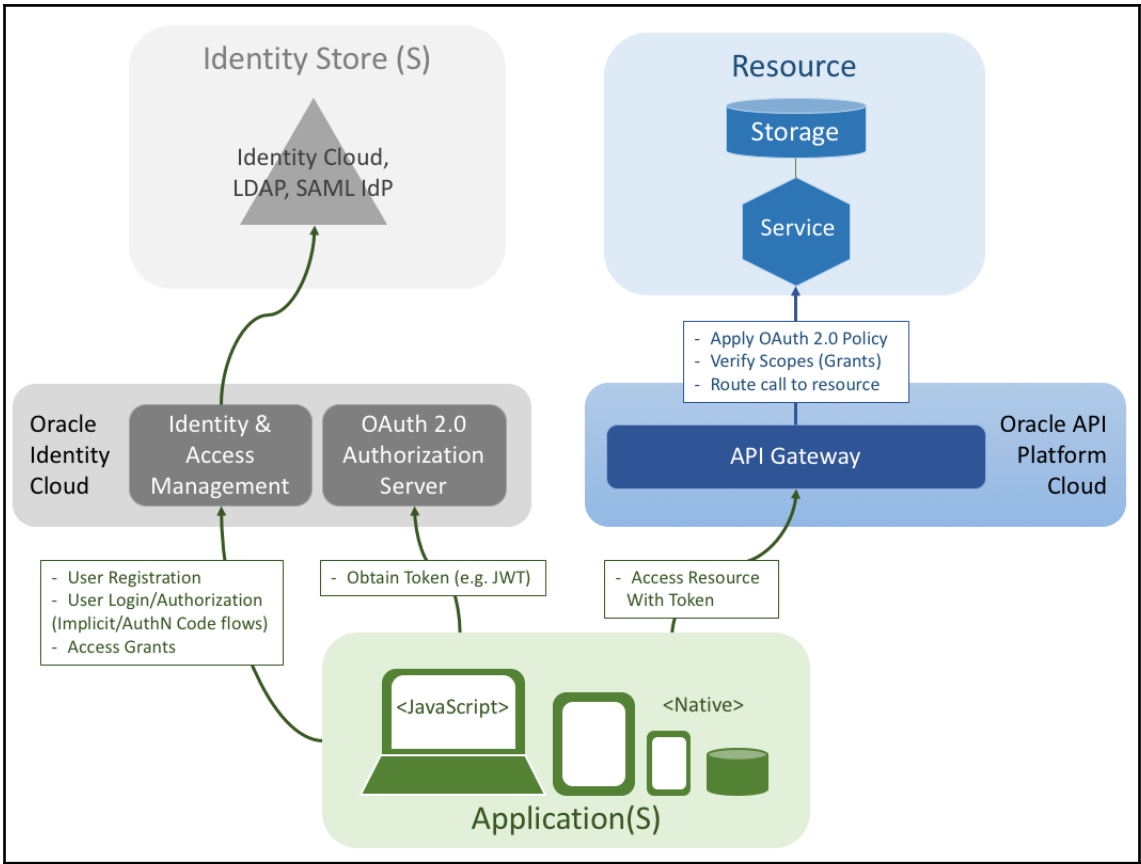 Identity Store (S)
Identity Cloud,
LDAP, SAML IdP
Resource
Storage
Service
- Apply OAuth 2.0 Policy
- Verify Scopes (Grants)
- Route call to resource
Oracle
Identity
Cloud
Identity &
Access
Management
OAuth 2.0
Authorization
Server
API Gateway
Oracle API
Platform
Cloud
- User Registration
- User Login/Authorization
(Implicit/AuthN Code flows)
- Access Grants
- Obtain Token (e.g. JWT)
- Access Resource
With Token
<JavaScript>
<Native>
Application(S)